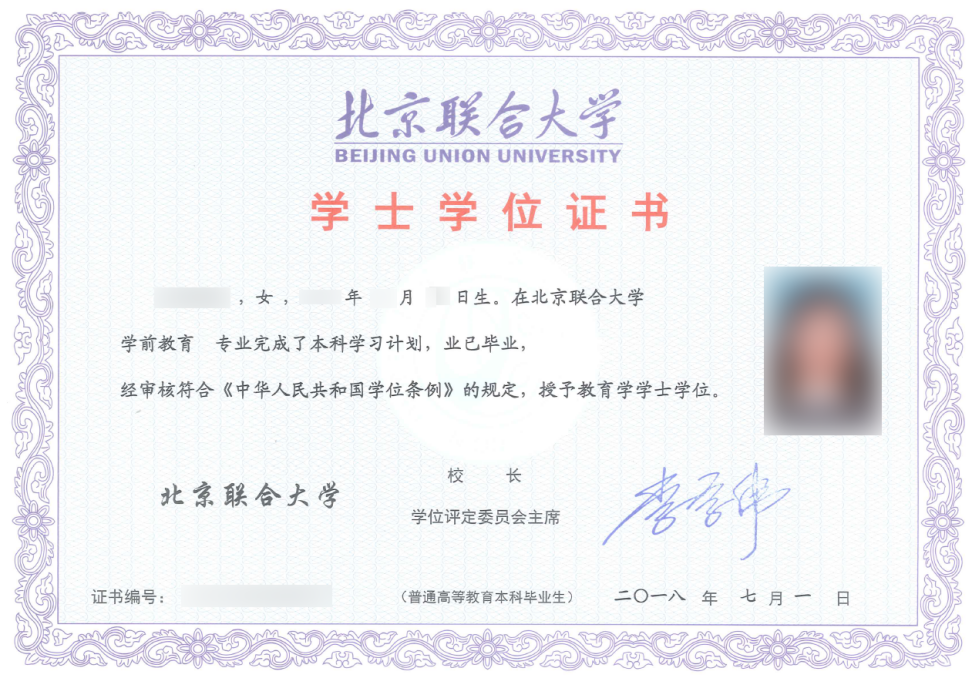 北京联合大学
BEIJING UNION UNIVERSITY
学士学位证书
，女，年 月 日生。在北京联合大学
学前教育 专业完成了本科学习计划，业已毕业，
经审核符合《中华人民共和国学位条例》的规定，授予教育学学士学位。
校 长
北京联合大学
学位评定委员会主席
证书编号：
（普通高等教育本科毕业生）
二〇一八 年 七 月 一 日